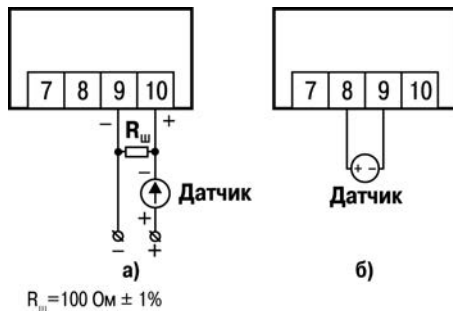 7 8 9 10
7 8 9 10
– +
Rш
–
Датчик
+
– +
+ –
Датчик
а) б)
Rш=100 Ом ± 1%